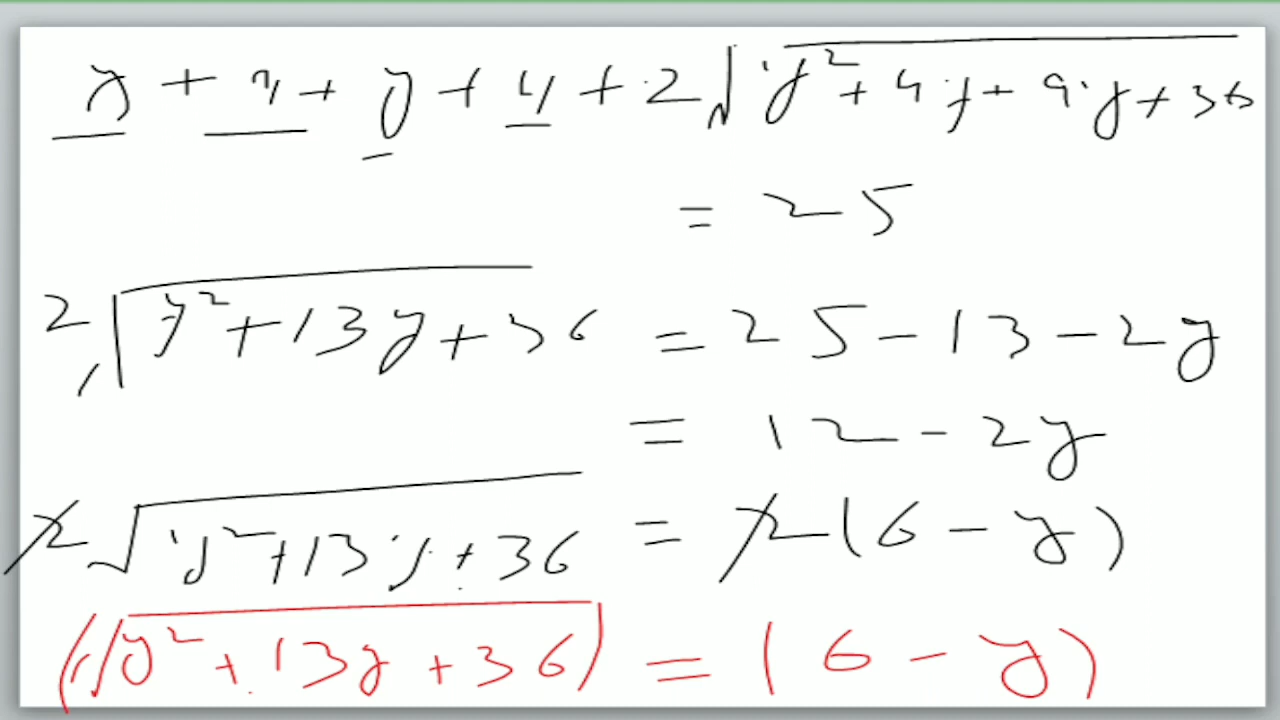 y + 9 + y + 4 + 2√(y² + 4y + 9y + 36)
= 25
2√(y² + 13y + 36) = 25 - 13 - 2y
= 12 - 2y
2√(y² + 13y + 36) = 2(6 - y)
(√(y² + 13y + 36)) = (6 - y)